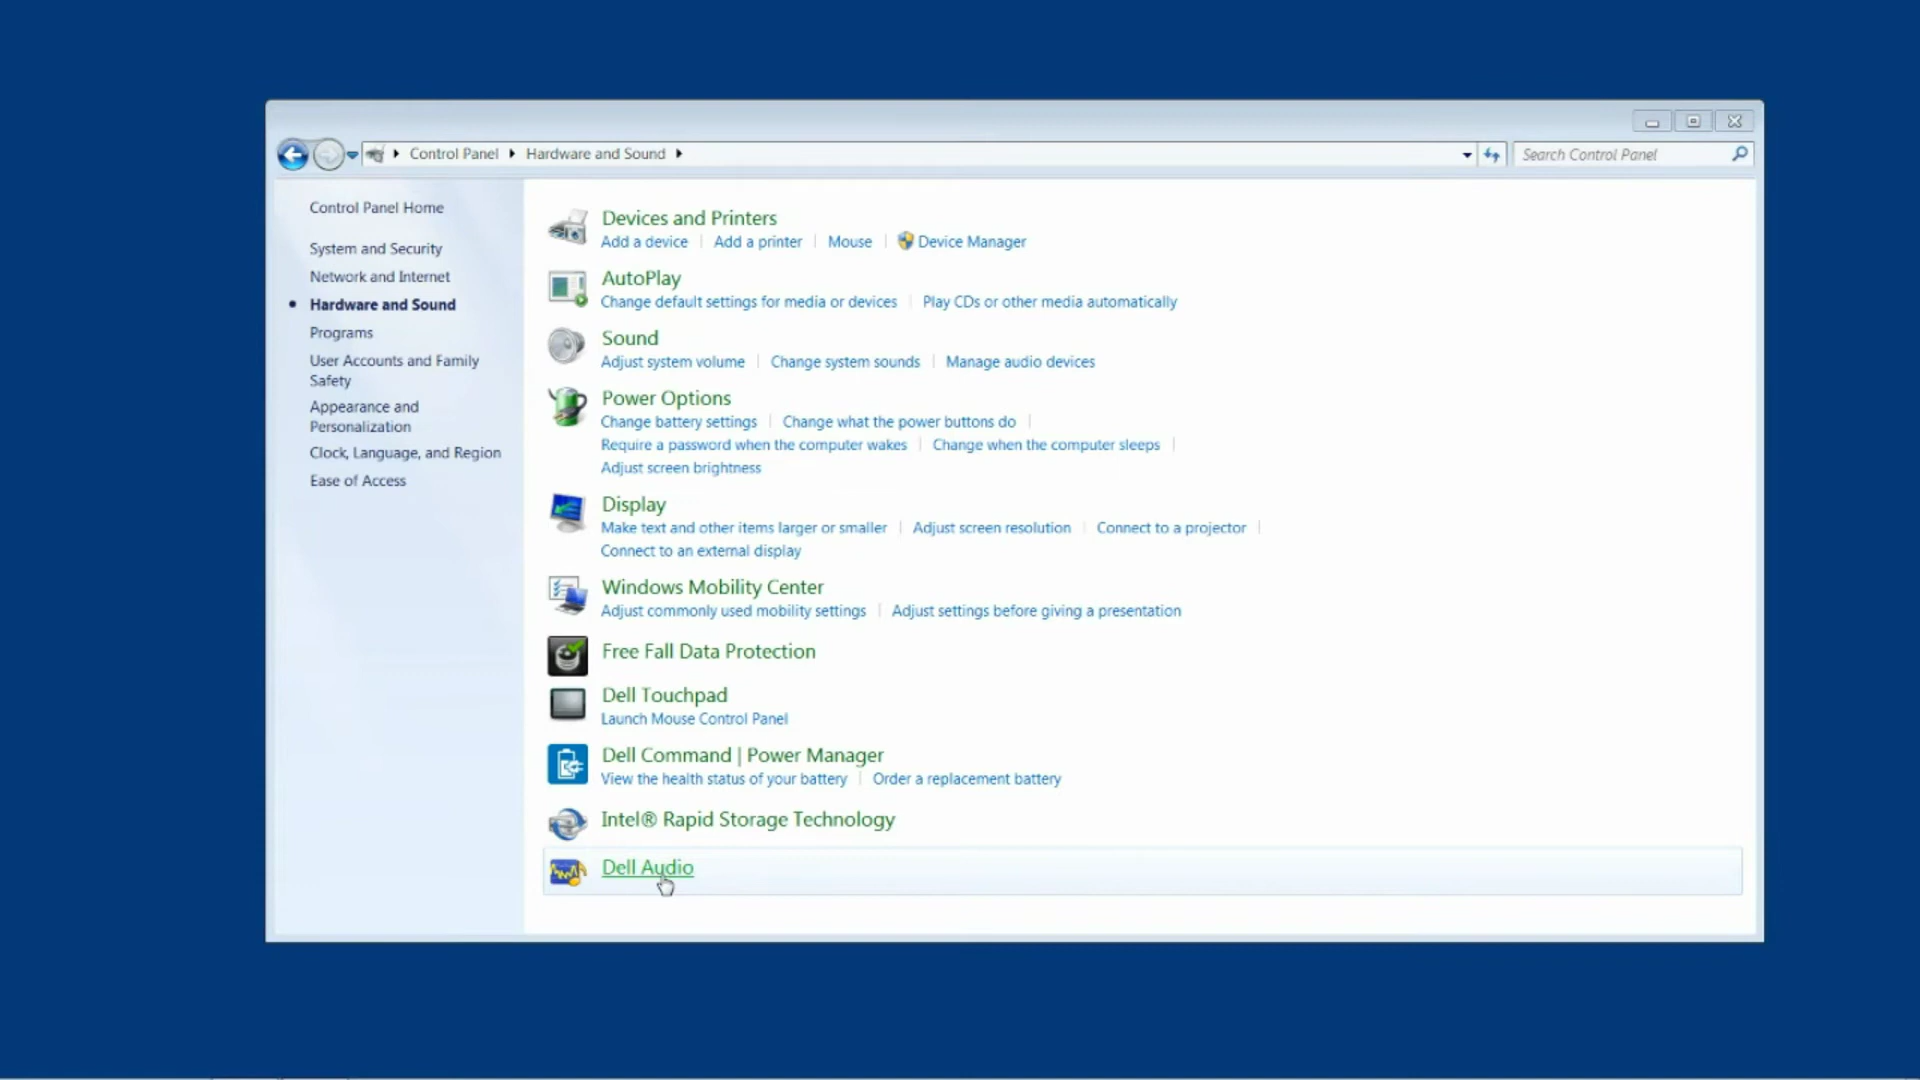 Control Panel Hardware and Sound Search Control Panel
Control Panel Home
System and Security
Network and Internet
Hardware and Sound
Programs
User Accounts and Family
Safety
Appearance and
Personalization
Clock, Language, and Region
Ease of Access
Devices and Printers
Add a device Add a printer Mouse Device Manager
AutoPlay
Change default settings for media or devices Play CDs or other media automatically
Sound
Adjust system volume Change system sounds Manage audio devices
Power Options
Change battery settings Change what the power buttons do
Require a password when the computer wakes Change when the computer sleeps
Adjust screen brightness
Display
Make text and other items larger or smaller Adjust screen resolution Connect to a projector
Connect to an external display
Windows Mobility Center
Adjust commonly used mobility settings Adjust settings before giving a presentation
Free Fall Data Protection
Dell Touchpad
Launch Mouse Control Panel
Dell Command | Power Manager
View the health status of your battery Order a replacement battery
Intel® Rapid Storage Technology
Dell Audio